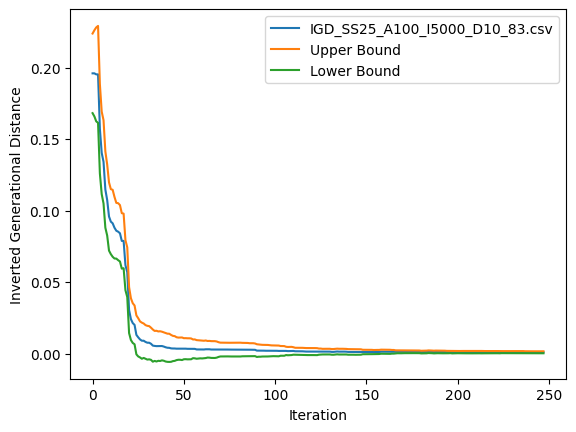 IGD_SS25_A100_I5000_D10_83.csv
Upper Bound
Lower Bound
Inverted Generational Distance
0.20
0.15
0.10
0.05
0.00
0 50 100 150 200 250
Iteration